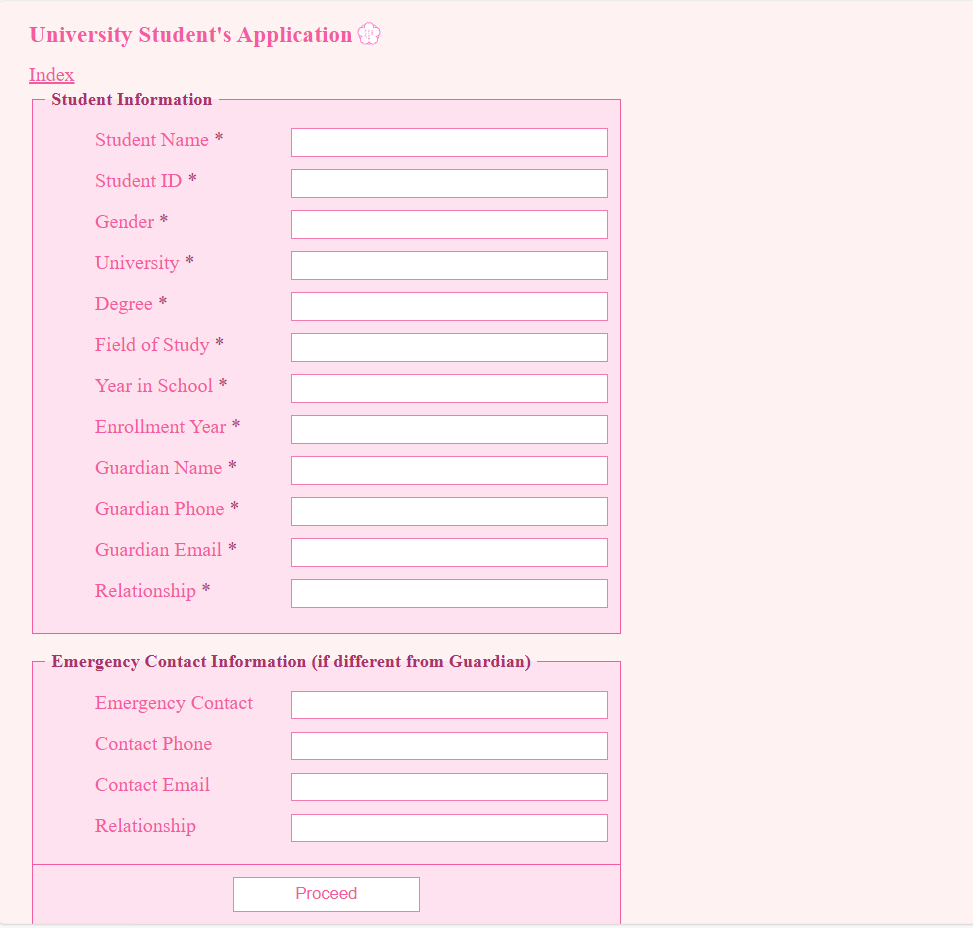 University Student's Application
Index
Student Information
Student Name *
Student ID *
Gender *
University *
Degree *
Field of Study *
Year in School *
Enrollment Year *
Guardian Name *
Guardian Phone *
Guardian Email *
Relationship *
Emergency Contact Information (if different from Guardian)
Emergency Contact
Contact Phone
Contact Email
Relationship
Proceed